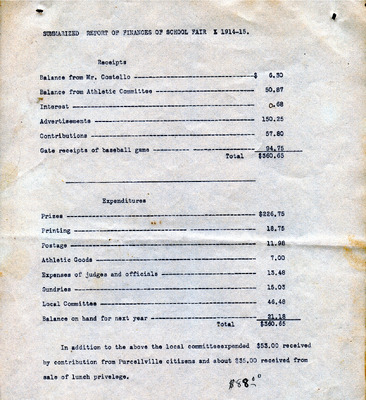 SUMMARIZED REPORT OF FINANCES OF SCHOOL FAIR X 1914-15.
Receipts
Balance from Mr. Costello ---------------------------- $ 6.30
Balance from Athletic Committee ---------------------- 50.87
Interest --------------------------------------------- 0.68
Advertisements --------------------------------------- 150.25
Contributions ---------------------------------------- 57.80
Gate receipts of baseball game -------- -------------- 94.75
Total $360.65
Expenditures
Prizes ----------------------------------------------- $226.75
Printing --------------------------------------------- 18.75
Postage ---------------------------------------------- 11.98
Athletic Goods --------------------------------------- 7.00
Expenses of judges and officials --------------------- 13.48
Sundries --------------------------------------------- 15.03
Local Committee -------------------------------------- 46.48
Balance on hand for next year ------------------------ 21.18
Total $360.65
In addition to the above the local committeeexpended $53.00 received
by contribution from Purcellville citizens and about $35.00 received from
sale of lunch privelege.
$88.00